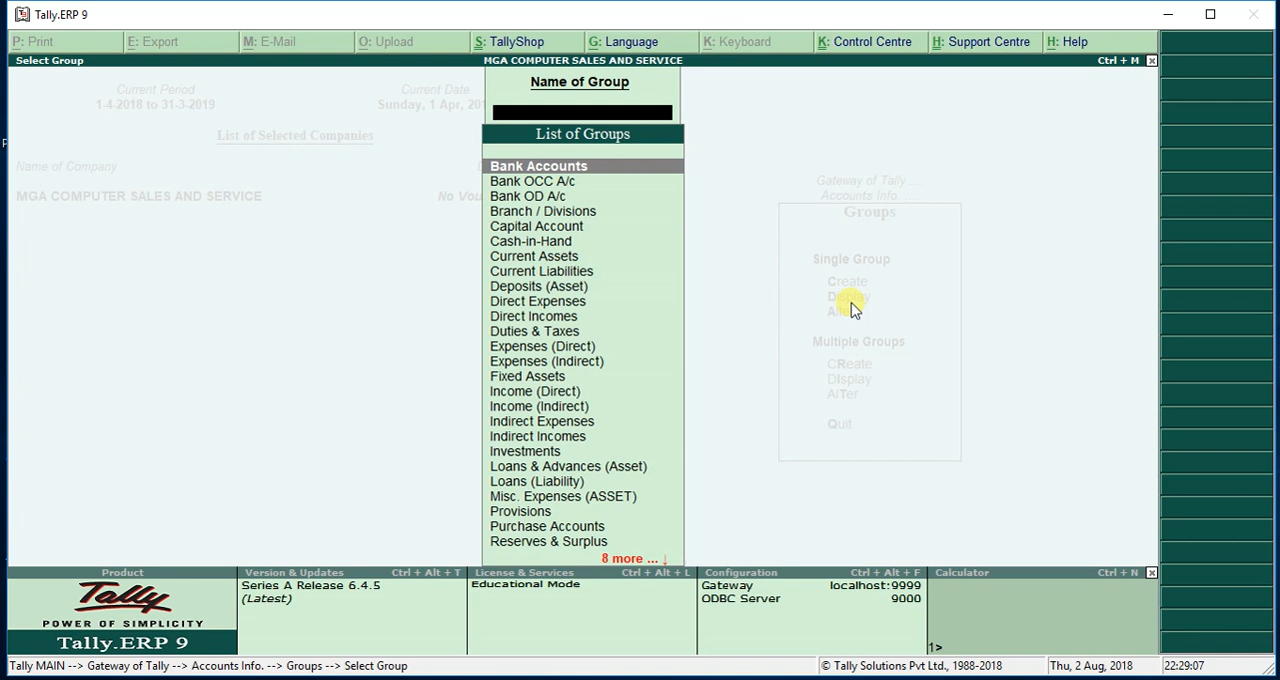 Tally.ERP 9
P: Print
E: Export
M: E-Mail
O: Upload
S: TallyShop
G: Language
K: Keyboard
K: Control Centre
H: Support Centre
H: Help
Select Group
MGA COMPUTER SALES AND SERVICE
Ctrl + M
Current Period
1-4-2018 to 31-3-2019
Current Date
Sunday, 1 Apr, 201
List of Selected Companies
Name of Company
MGA COMPUTER SALES AND SERVICE
No Vou
Name of Group
List of Groups
Bank Accounts
Bank OCC A/c
Bank OD A/c
Branch / Divisions
Capital Account
Cash-in-Hand
Current Assets
Current Liabilities
Deposits (Asset)
Direct Expenses
Direct Incomes
Duties & Taxes
Expenses (Direct)
Expenses (Indirect)
Fixed Assets
Income (Direct)
Income (Indirect)
Indirect Expenses
Indirect Incomes
Investments
Loans & Advances (Asset)
Loans (Liability)
Misc. Expenses (ASSET)
Provisions
Purchase Accounts
Reserves & Surplus
8 more ... ↓
Gateway of Tally ....
Accounts Info. ....
Groups
Single Group
Create
Display
Multiple Groups
CReate
DIsplay
AlTer
Quit
Product
Tally
POWER OF SIMPLICITY
Tally.ERP 9
Version & Updates
Ctrl + Alt + T
Series A Release 6.4.5
(Latest)
License & Services
Ctrl + Alt + L
Educational Mode
Configuration
Ctrl + Alt + F
Gateway
localhost:9999
ODBC Server
9000
Calculator
Ctrl + N
1>
Tally MAIN --> Gateway of Tally --> Accounts Info. --> Groups --> Select Group
© Tally Solutions Pvt Ltd., 1988-2018
Thu, 2 Aug, 2018
22:29:07